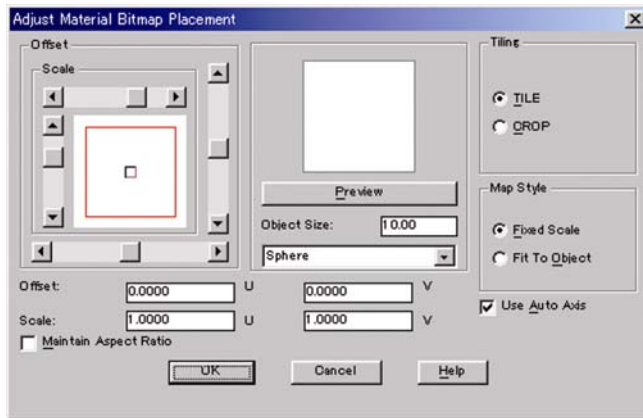 Adjust Material Bitmap Placement
Offset
Scale
Preview
Object Size: 10.00
Sphere
Tiling
TILE
CROP
Map Style
Fixed Scale
Fit To Object
Use Auto Axis
Offset: 0.0000 U 0.0000 V
Scale: 1.0000 U 1.0000 V
Maintain Aspect Ratio
OK Cancel Help